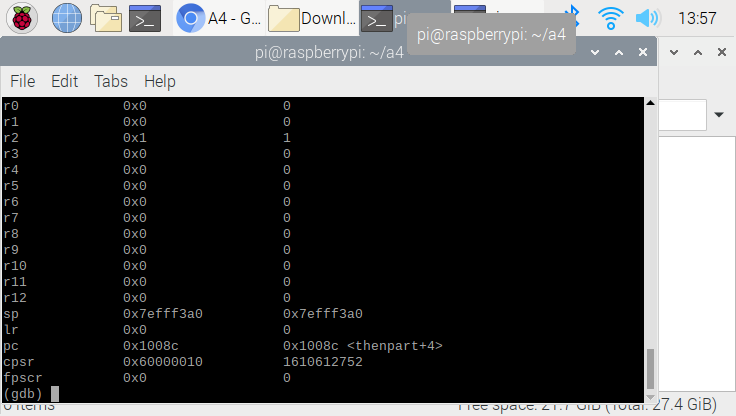 A4 - G...
Downl...
13:57
pi@raspberrypi: ~/a4
pi@raspberrypi: ~/a4
File Edit Tabs Help
r0 0x0 0
r1 0x0 0
r2 0x1 1
r3 0x0 0
r4 0x0 0
r5 0x0 0
r6 0x0 0
r7 0x0 0
r8 0x0 0
r9 0x0 0
r10 0x0 0
r11 0x0 0
r12 0x0 0
sp 0x7efff3a0 0x7efff3a0
lr 0x0 0
pc 0x1008c 0x1008c <thenpart+4>
cpsr 0x60000010 1610612752
fpscr 0x0 0
(gdb)
0 items Free space: 21.7 GiB (Total: 27.4 GiB)